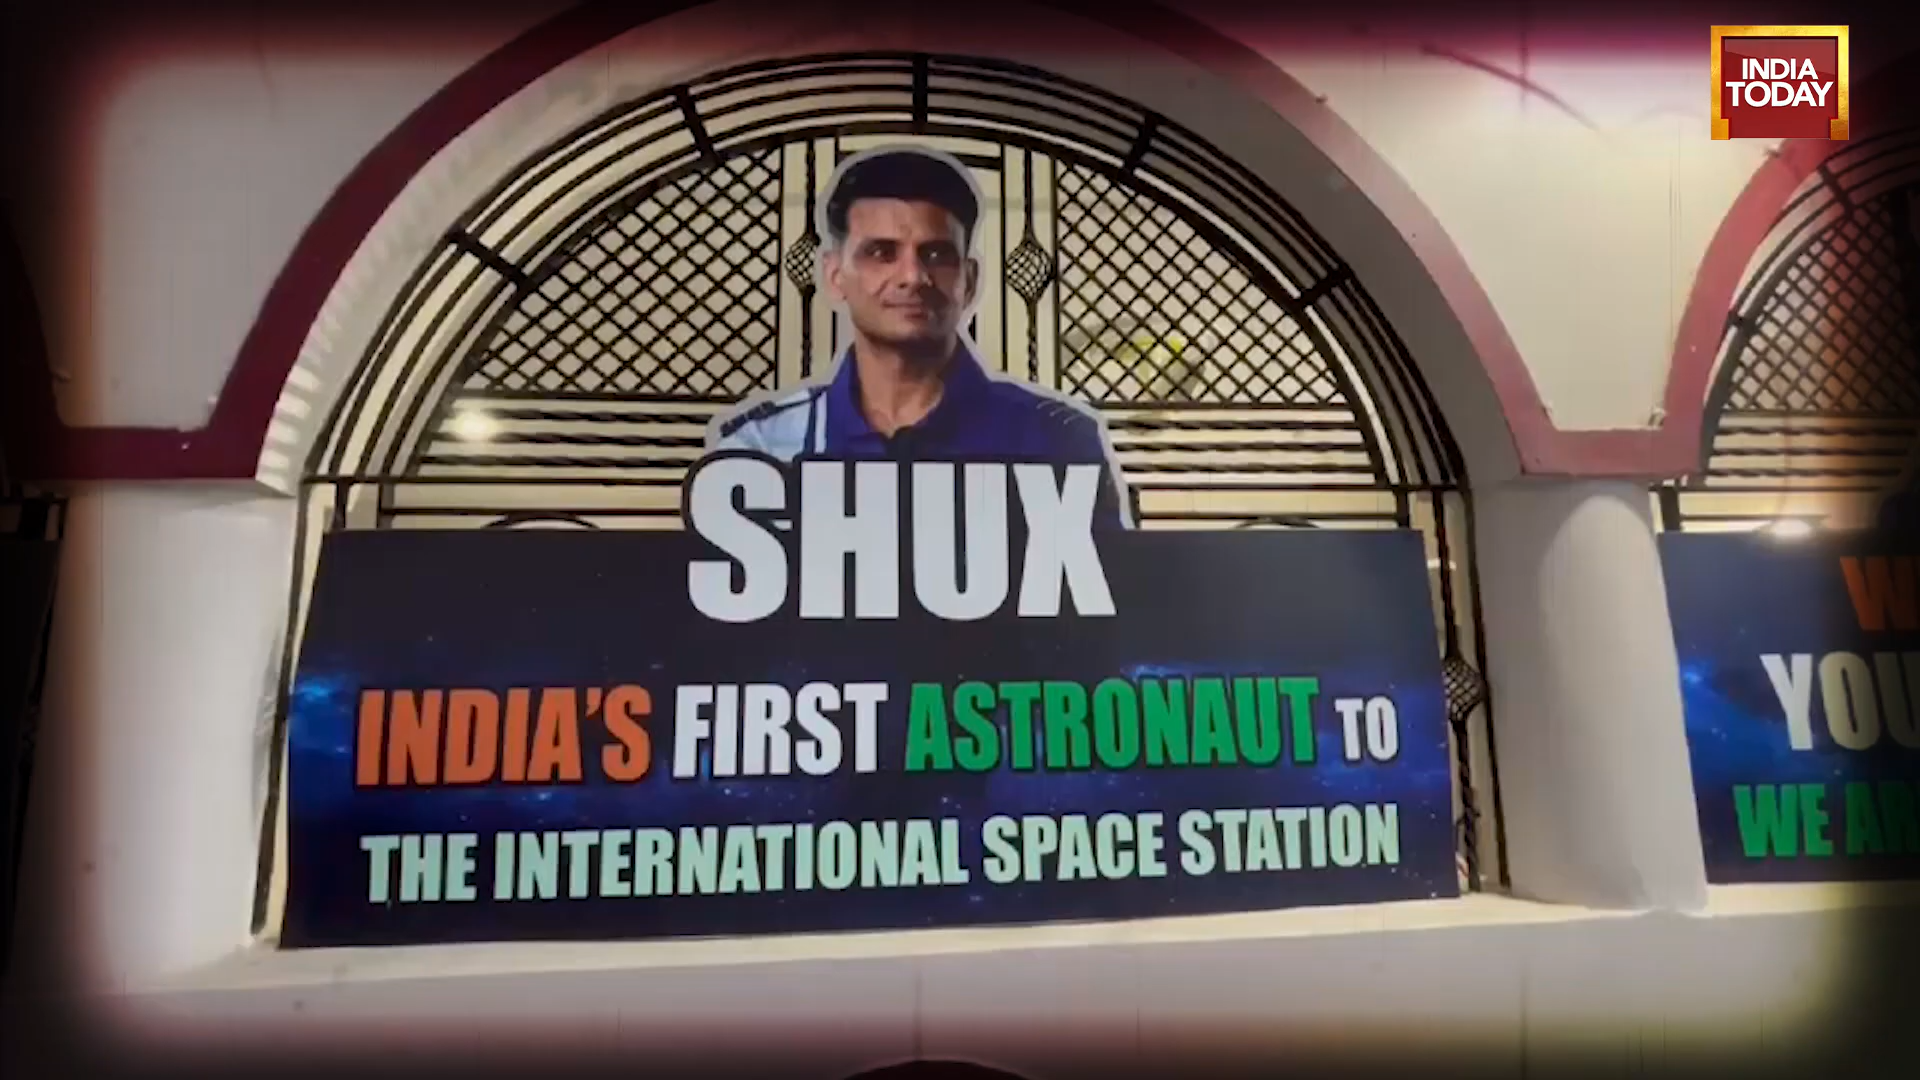 INDIA
TODAY
SHUX
INDIA'S FIRST ASTRONAUT TO
THE INTERNATIONAL SPACE STATION
YOU
WE